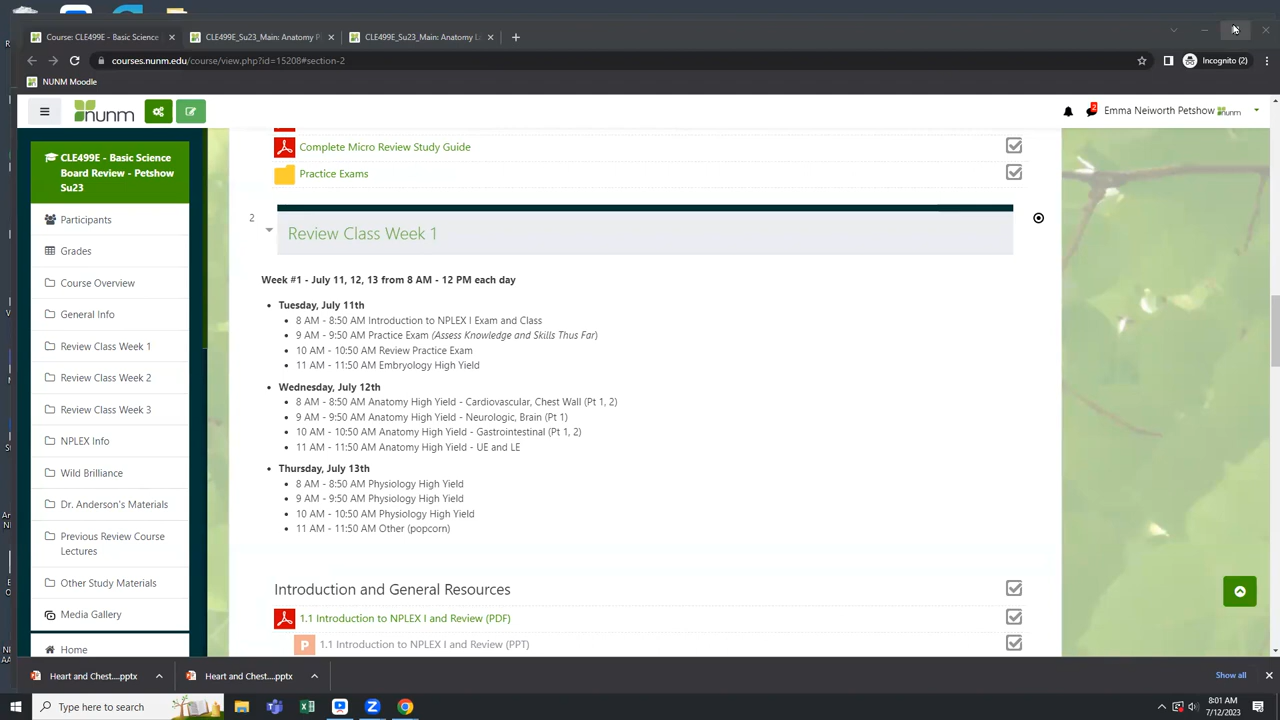 Course: CLE499E - Basic Science
CLE499E_Su23_Main: Anatomy P
CLE499E_Su23_Main: Anatomy L
courses.nunm.edu/course/view.php?id=15208#section-2
Incognito (2)
NUNM Moodle
nunm
2
Emma Neiworth Petshow
nunm
CLE499E - Basic Science
Board Review - Petshow
Su23
Participants
Grades
Course Overview
General Info
Review Class Week 1
Review Class Week 2
Review Class Week 3
NPLEX Info
Wild Brilliance
Dr. Anderson's Materials
Previous Review Course
Lectures
Other Study Materials
Media Gallery
Home
Complete Micro Review Study Guide
Practice Exams
2
Review Class Week 1
Week #1 - July 11, 12, 13 from 8 AM - 12 PM each day
Tuesday, July 11th
8 AM - 8:50 AM Introduction to NPLEX I Exam and Class
9 AM - 9:50 AM Practice Exam (Assess Knowledge and Skills Thus Far)
10 AM - 10:50 AM Review Practice Exam
11 AM - 11:50 AM Embryology High Yield
Wednesday, July 12th
8 AM - 8:50 AM Anatomy High Yield - Cardiovascular, Chest Wall (Pt 1, 2)
9 AM - 9:50 AM Anatomy High Yield - Neurologic, Brain (Pt 1)
10 AM - 10:50 AM Anatomy High Yield - Gastrointestinal (Pt 1, 2)
11 AM - 11:50 AM Anatomy High Yield - UE and LE
Thursday, July 13th
8 AM - 8:50 AM Physiology High Yield
9 AM - 9:50 AM Physiology High Yield
10 AM - 10:50 AM Physiology High Yield
11 AM - 11:50 AM Other (popcorn)
Introduction and General Resources
1.1 Introduction to NPLEX I and Review (PDF)
P
1.1 Introduction to NPLEX I and Review (PPT)
Heart and Chest....pptx
Heart and Chest....pptx
Show all
Type here to search
8:01 AM
7/12/2023